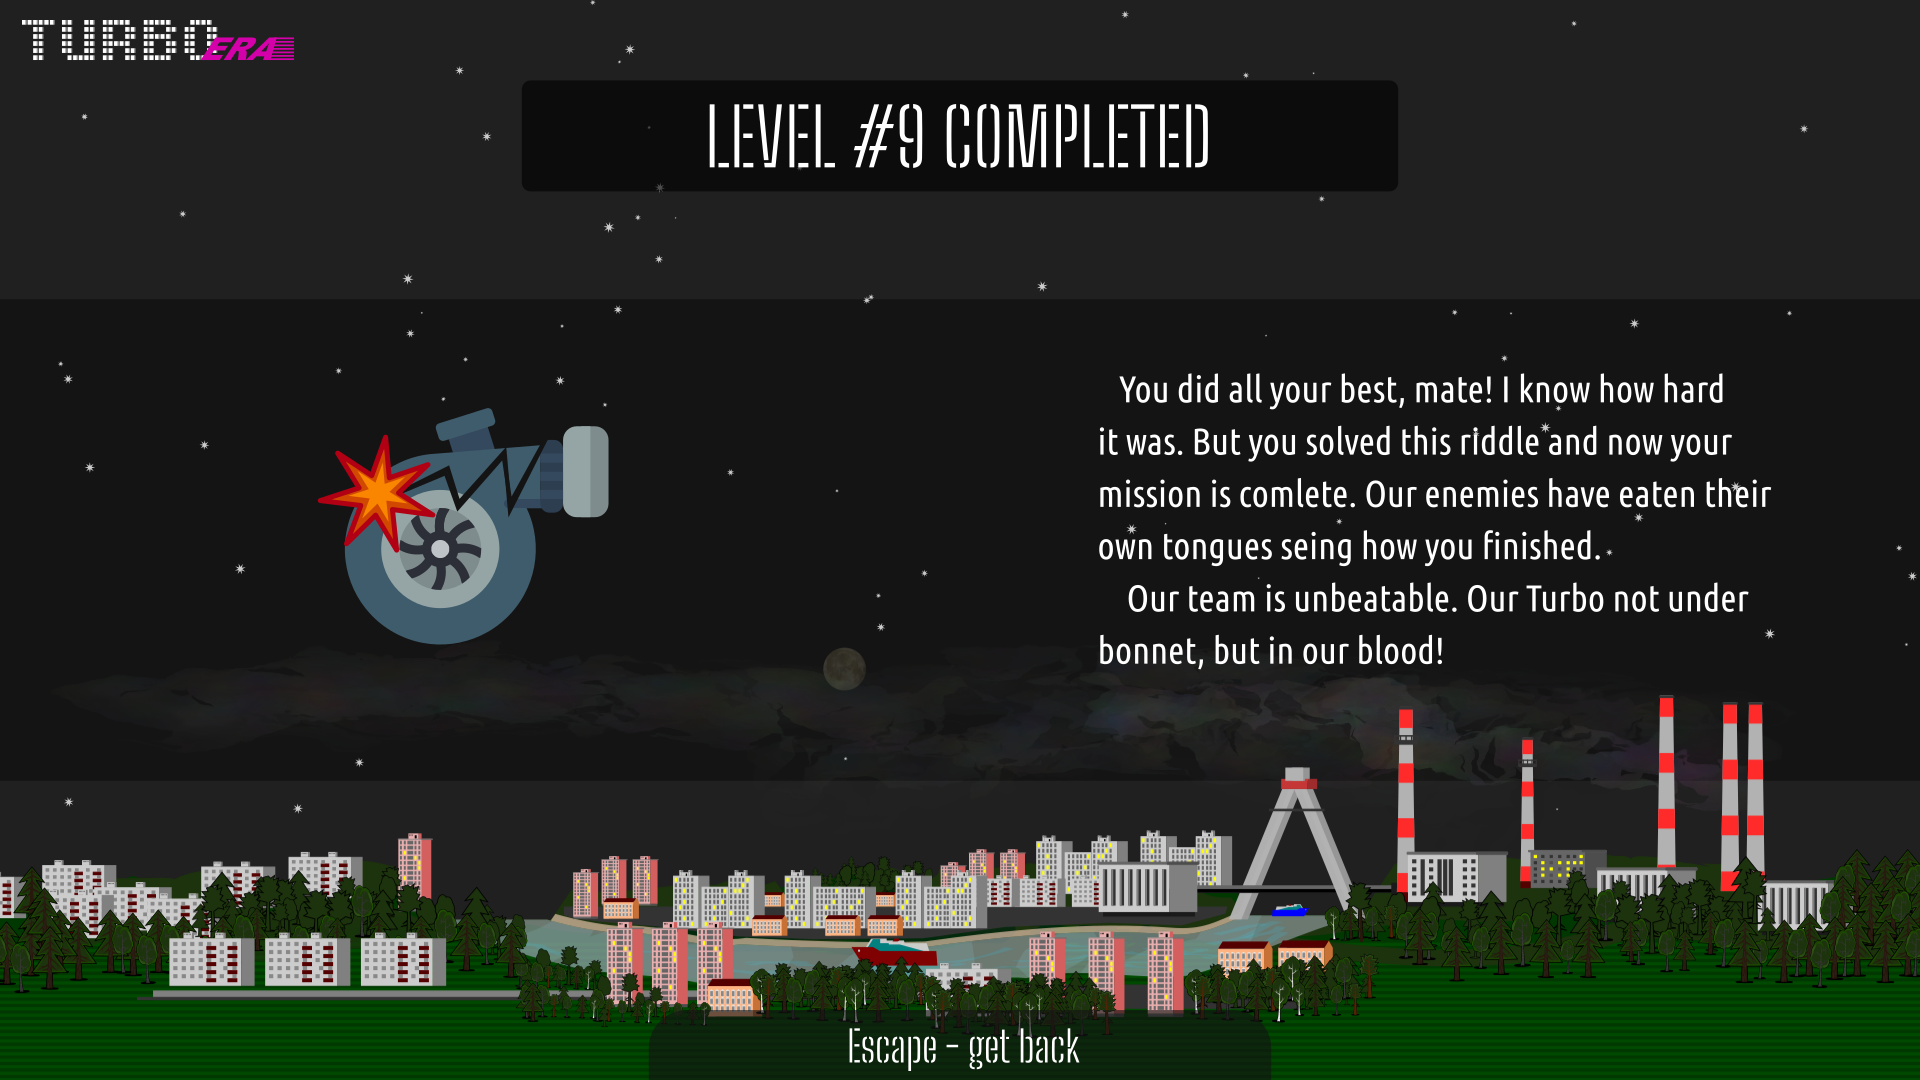 TURBO ERA
LEVEL #9 COMPLETED
You did all your best, mate! I know how hard
it was. But you solved this riddle and now your
mission is comlete. Our enemies have eaten their
own tongues seing how you finished.
Our team is unbeatable. Our Turbo not under
bonnet, but in our blood!
Escape - get back